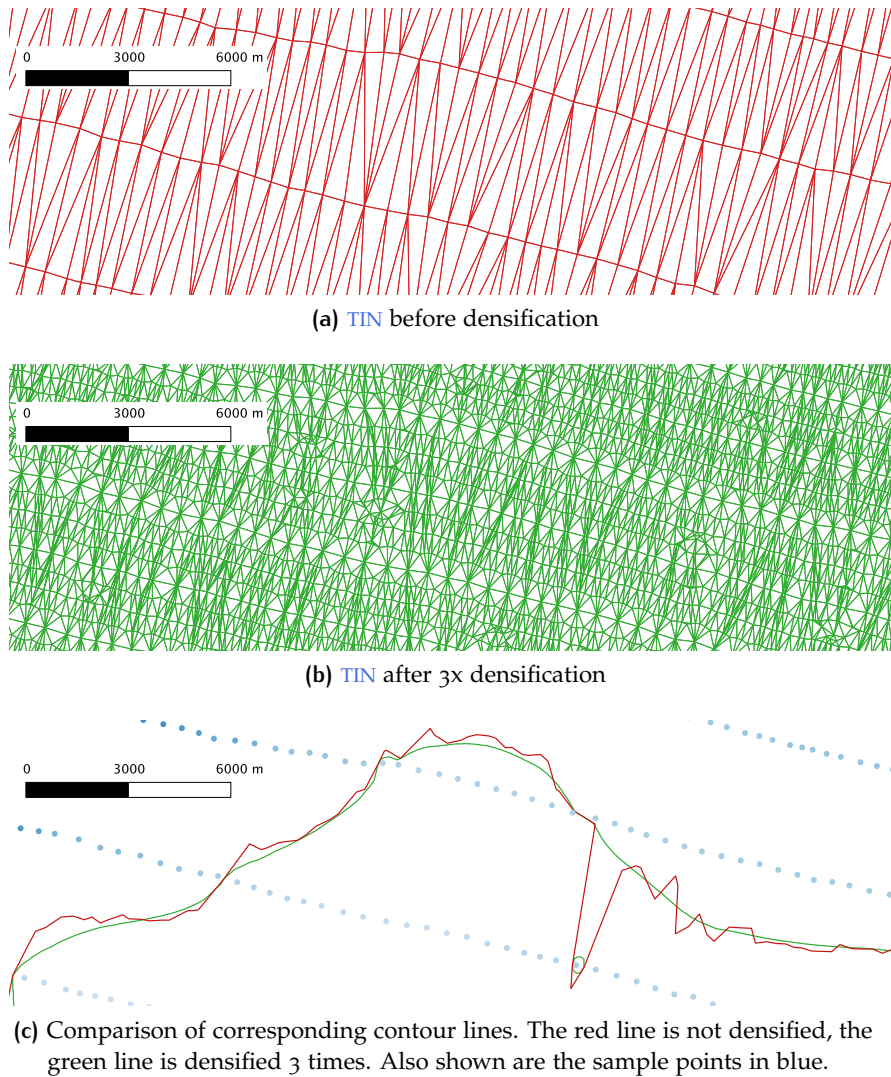 0 3000 6000 m
(a) TIN before densification
0 3000 6000 m
(b) TIN after 3x densification
0 3000 6000 m
(c) Comparison of corresponding contour lines. The red line is not densified, the
green line is densified 3 times. Also shown are the sample points in blue.